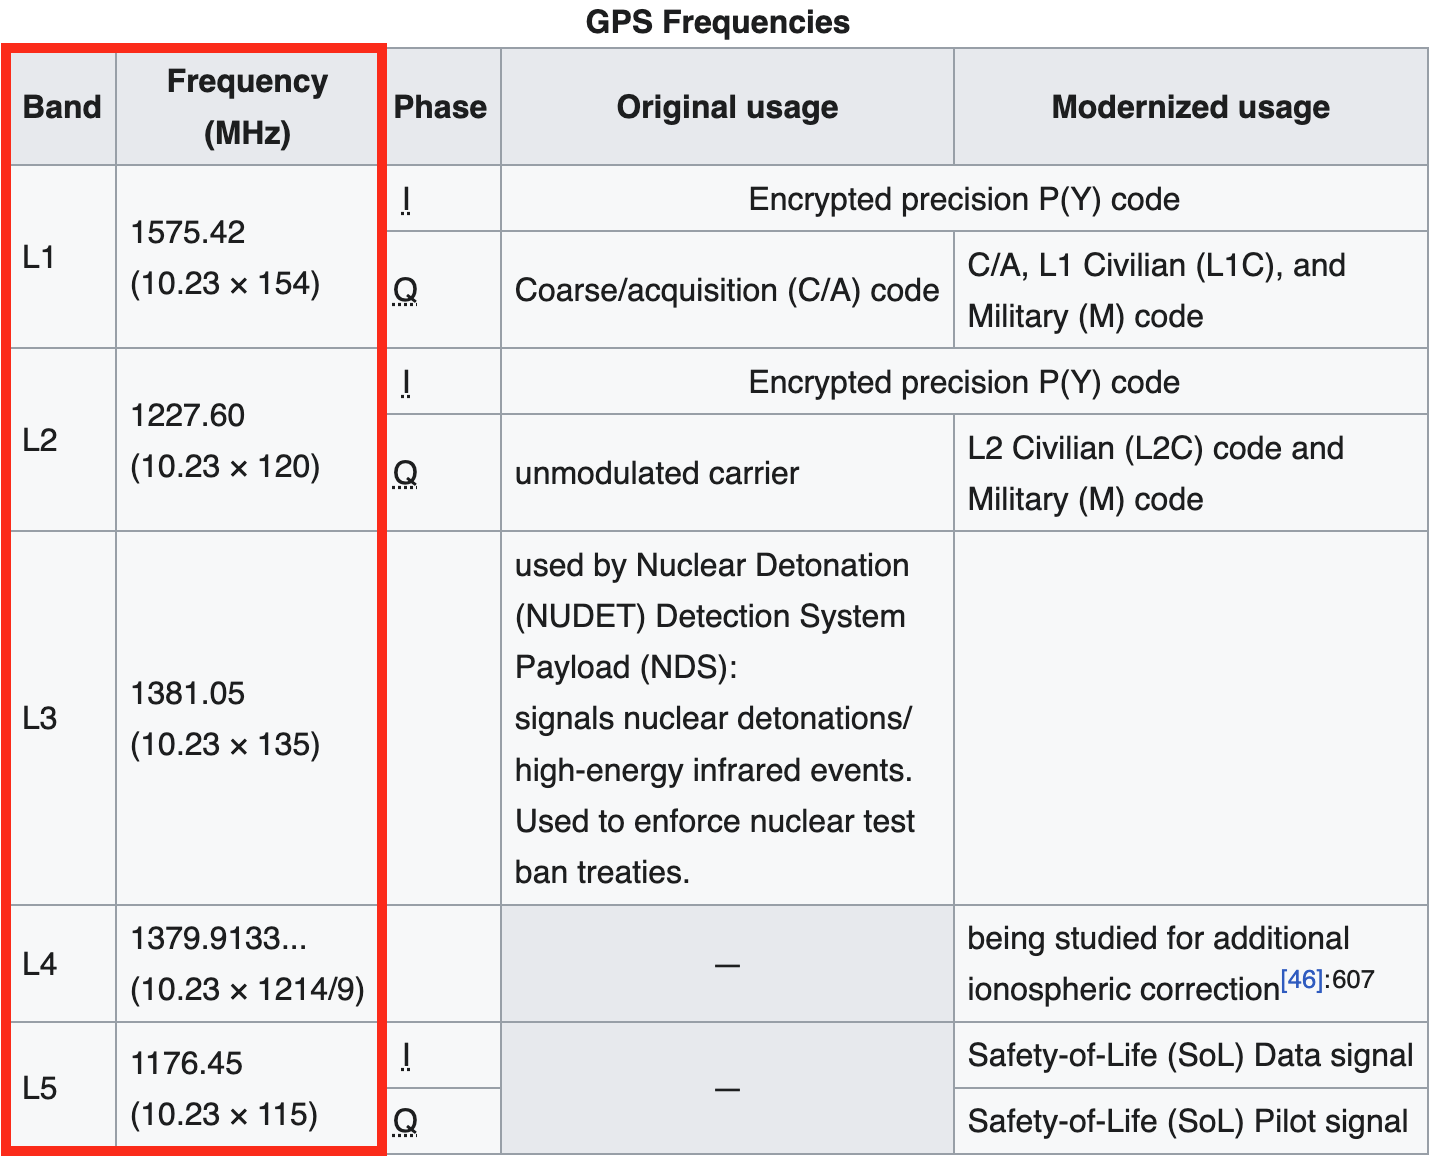 GPS Frequencies
Band
Frequency
(MHz)
Phase
Original usage
Modernized usage
L1
1575.42
(10.23 × 154)
I
Encrypted precision P(Y) code
Q
Coarse/acquisition (C/A) code
C/A, L1 Civilian (L1C), and
Military (M) code
L2
1227.60
(10.23 × 120)
I
Encrypted precision P(Y) code
Q
unmodulated carrier
L2 Civilian (L2C) code and
Military (M) code
L3
1381.05
(10.23 × 135)
used by Nuclear Detonation
(NUDET) Detection System
Payload (NDS):
signals nuclear detonations/
high-energy infrared events.
Used to enforce nuclear test
ban treaties.
L4
1379.9133...
(10.23 × 1214/9)
—
being studied for additional
ionospheric correction[46]:607
L5
1176.45
(10.23 × 115)
I
—
Safety-of-Life (SoL) Data signal
Q
Safety-of-Life (SoL) Pilot signal